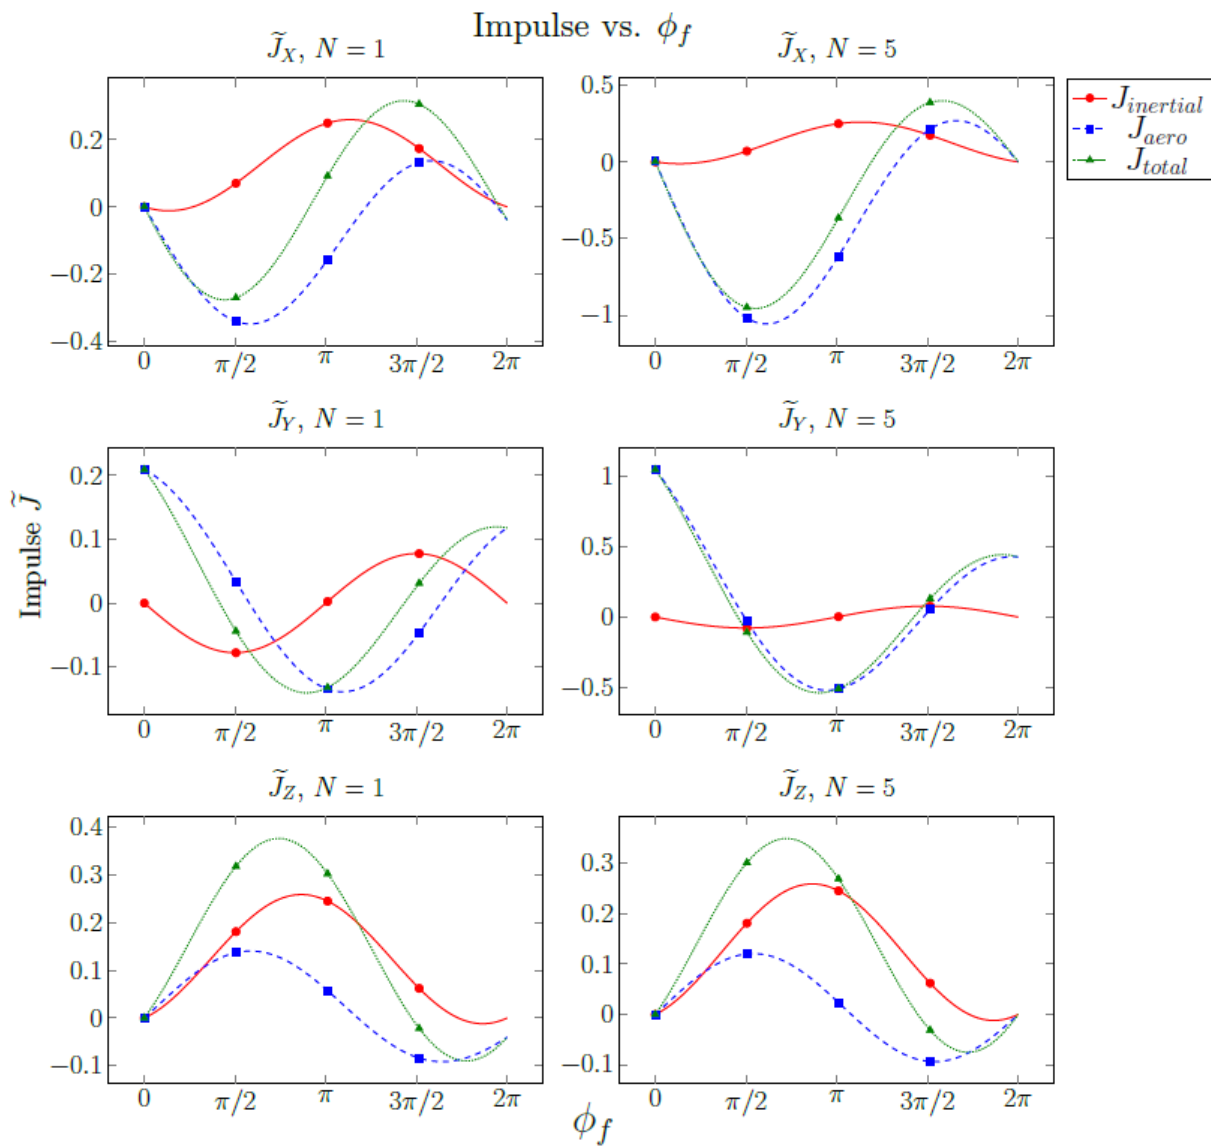 Impulse vs. ϕ_f
J̃_X, N = 1
J̃_X, N = 5
J_inertial
J_aero
J_total
0.2
0
−0.2
−0.4
0 π/2 π 3π/2 2π
0.5
0
−0.5
−1
0 π/2 π 3π/2 2π
J̃_Y, N = 1
J̃_Y, N = 5
Impulse J̃
0.2
0.1
0
−0.1
0 π/2 π 3π/2 2π
1
0.5
0
−0.5
0 π/2 π 3π/2 2π
J̃_Z, N = 1
J̃_Z, N = 5
0.4
0.3
0.2
0.1
0
−0.1
0 π/2 π 3π/2 2π
0.3
0.2
0.1
0
−0.1
0 π/2 π 3π/2 2π
ϕ_f